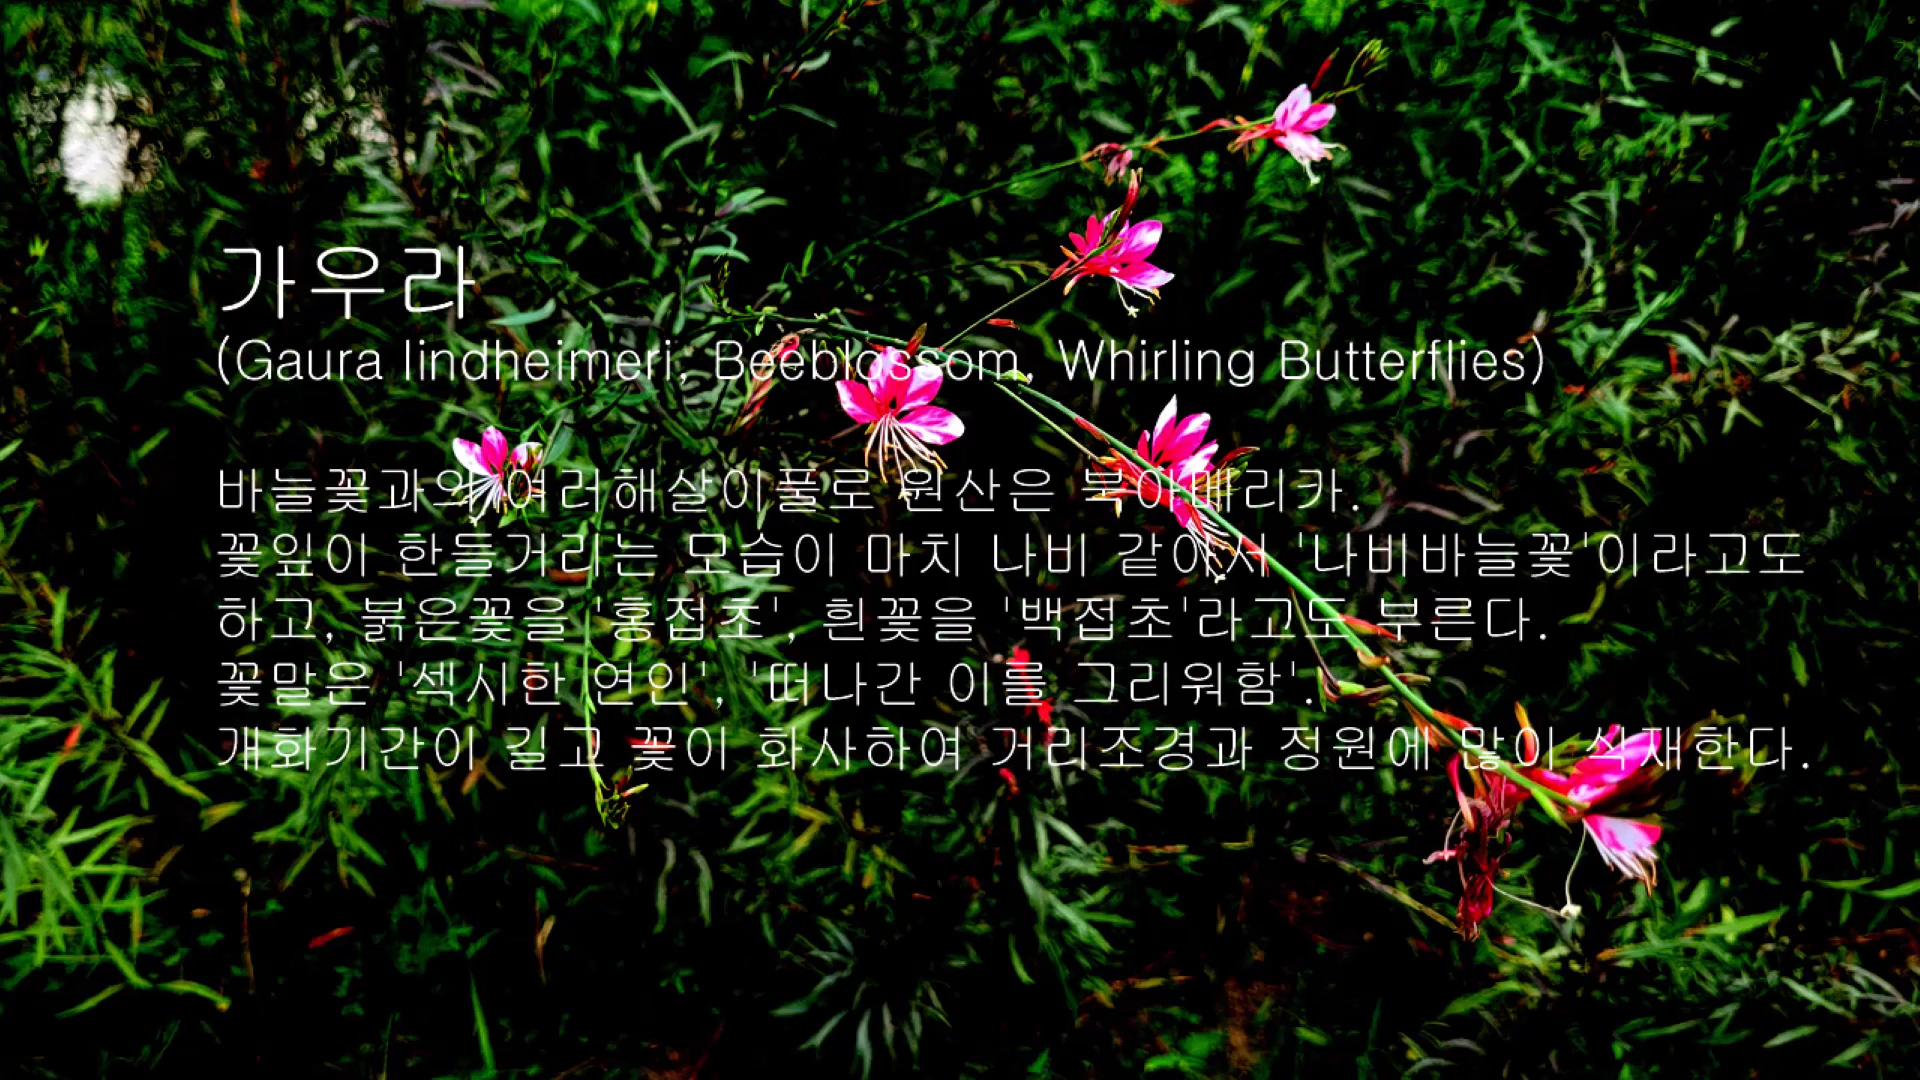 가우라
(Gaura lindheimeri, Beeblossom, Whirling Butterflies)
바늘꽃과의 여러해살이풀로 원산은 북아메리카.
꽃잎이 한들거리는 모습이 마치 나비 같아서 '나비바늘꽃'이라고도
하고, 붉은꽃을 '홍접초', 흰꽃을 '백접초'라고도 부른다.
꽃말은 '섹시한 연인', '떠나간 이를 그리워함'.
개화기간이 길고 꽃이 화사하여 거리조경과 정원에 많이 식재한다.